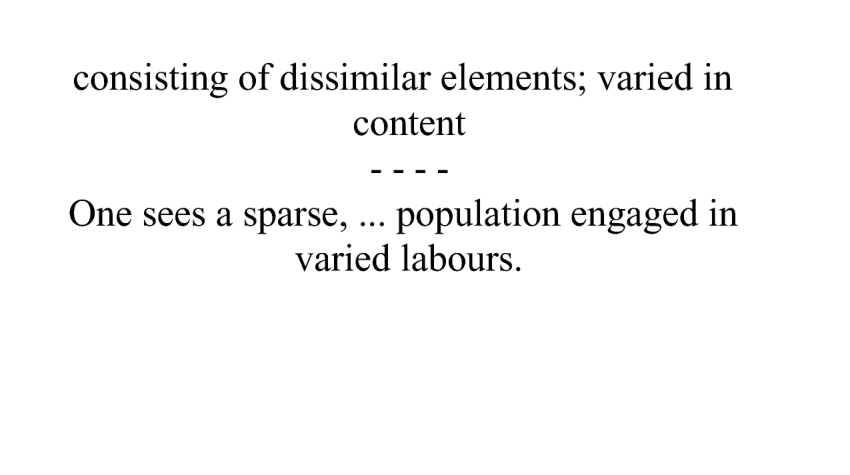 consisting of dissimilar elements; varied in
content
- - - -
One sees a sparse, ... population engaged in
varied labours.